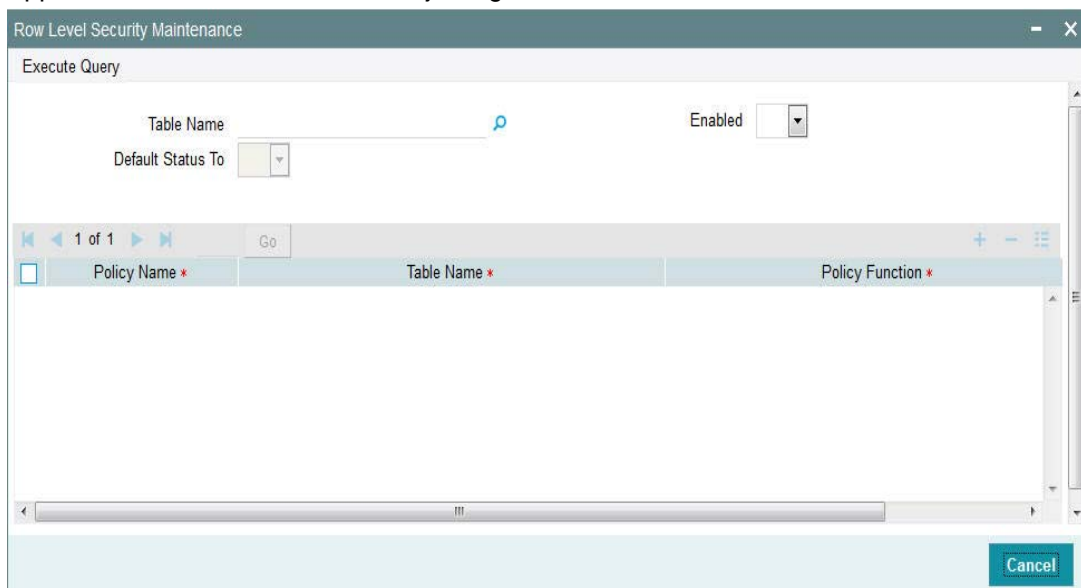 Row Level Security Maintenance
Execute Query
Table Name
Enabled
Default Status To
1 of 1
Go
Policy Name *
Table Name *
Policy Function *
Cancel